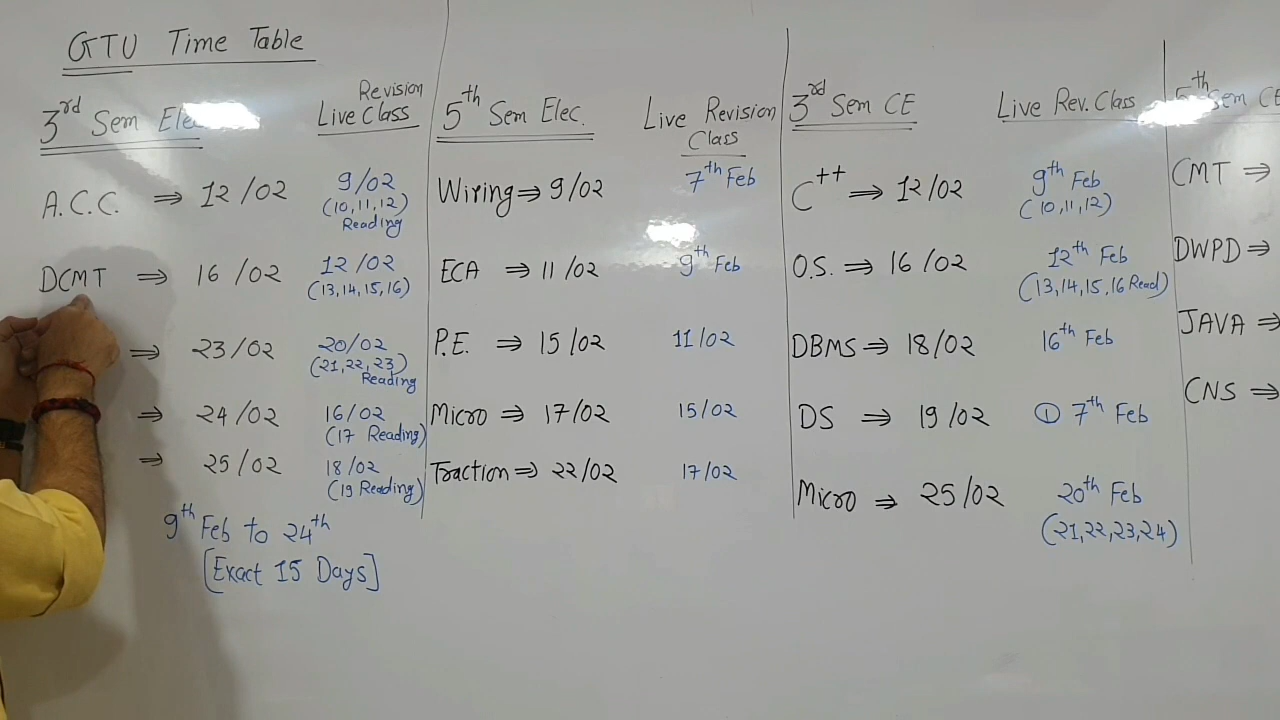 GTU Time Table
3rd Sem Elec
Revision
Live Class
A.C.C. ⇒ 12/02 9/02
(10,11,12)
Reading
DCMT ⇒ 16/02 12/02
(13,14,15,16)
⇒ 23/02 20/02
(21,22,23)
Reading
⇒ 24/02 16/02
(17 Reading)
⇒ 25/02 18/02
(19 Reading)
9th Feb to 24th
[Exact 15 Days]
5th Sem Elec.
Live Revision
Class
Wiring ⇒ 9/02 7th Feb
ECA ⇒ 11/02 9th Feb
P.E. ⇒ 15/02 11/02
Micro ⇒ 17/02 15/02
Traction ⇒ 22/02 17/02
3rd Sem CE Live Rev. Class
C++ ⇒ 12/02 9th Feb
(10,11,12)
O.S. ⇒ 16/02 12th Feb
(13,14,15,16 Read)
DBMS ⇒ 18/02 16th Feb
DS ⇒ 19/02 ① 7th Feb
Micro ⇒ 25/02 20th Feb
(21,22,23,24)
5th Sem CE
CMT ⇒
DWPD ⇒
JAVA ⇒
CNS ⇒